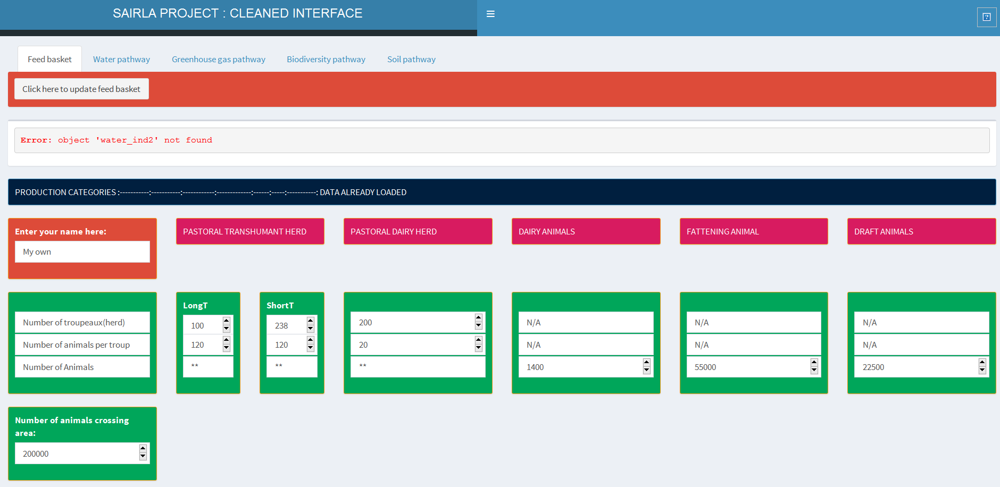 SAIRLA PROJECT : CLEANED INTERFACE
Feed basket Water pathway Greenhouse gas pathway Biodiversity pathway Soil pathway
Click here to update feed basket
Error: object 'water_ind2' not found
PRODUCTION CATEGORIES :-----------:-----------:------------:-------------:------:-----:-----------: DATA ALREADY LOADED
Enter your name here:
My own
PASTORAL TRANSHUMANT HERD
PASTORAL DAIRY HERD
DAIRY ANIMALS
FATTENING ANIMAL
DRAFT ANIMALS
LongT ShortT
Number of troupeaux(herd) 100 238 200 N/A N/A N/A
Number of animals per troup 120 120 20 N/A N/A N/A
Number of Animals ** ** ** 1400 55000 22500
Number of animals crossing
area:
200000